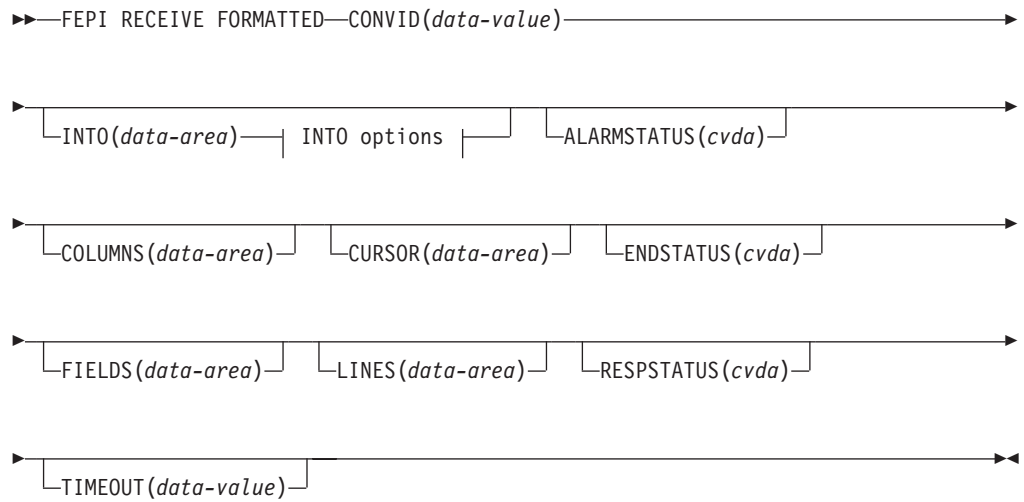 FEPI RECEIVE FORMATTED CONVID(data-value)
INTO(data-area) INTO options ALARMSTATUS(cvda)
COLUMNS(data-area) CURSOR(data-area) ENDSTATUS(cvda)
FIELDS(data-area) LINES(data-area) RESPSTATUS(cvda)
TIMEOUT(data-value)